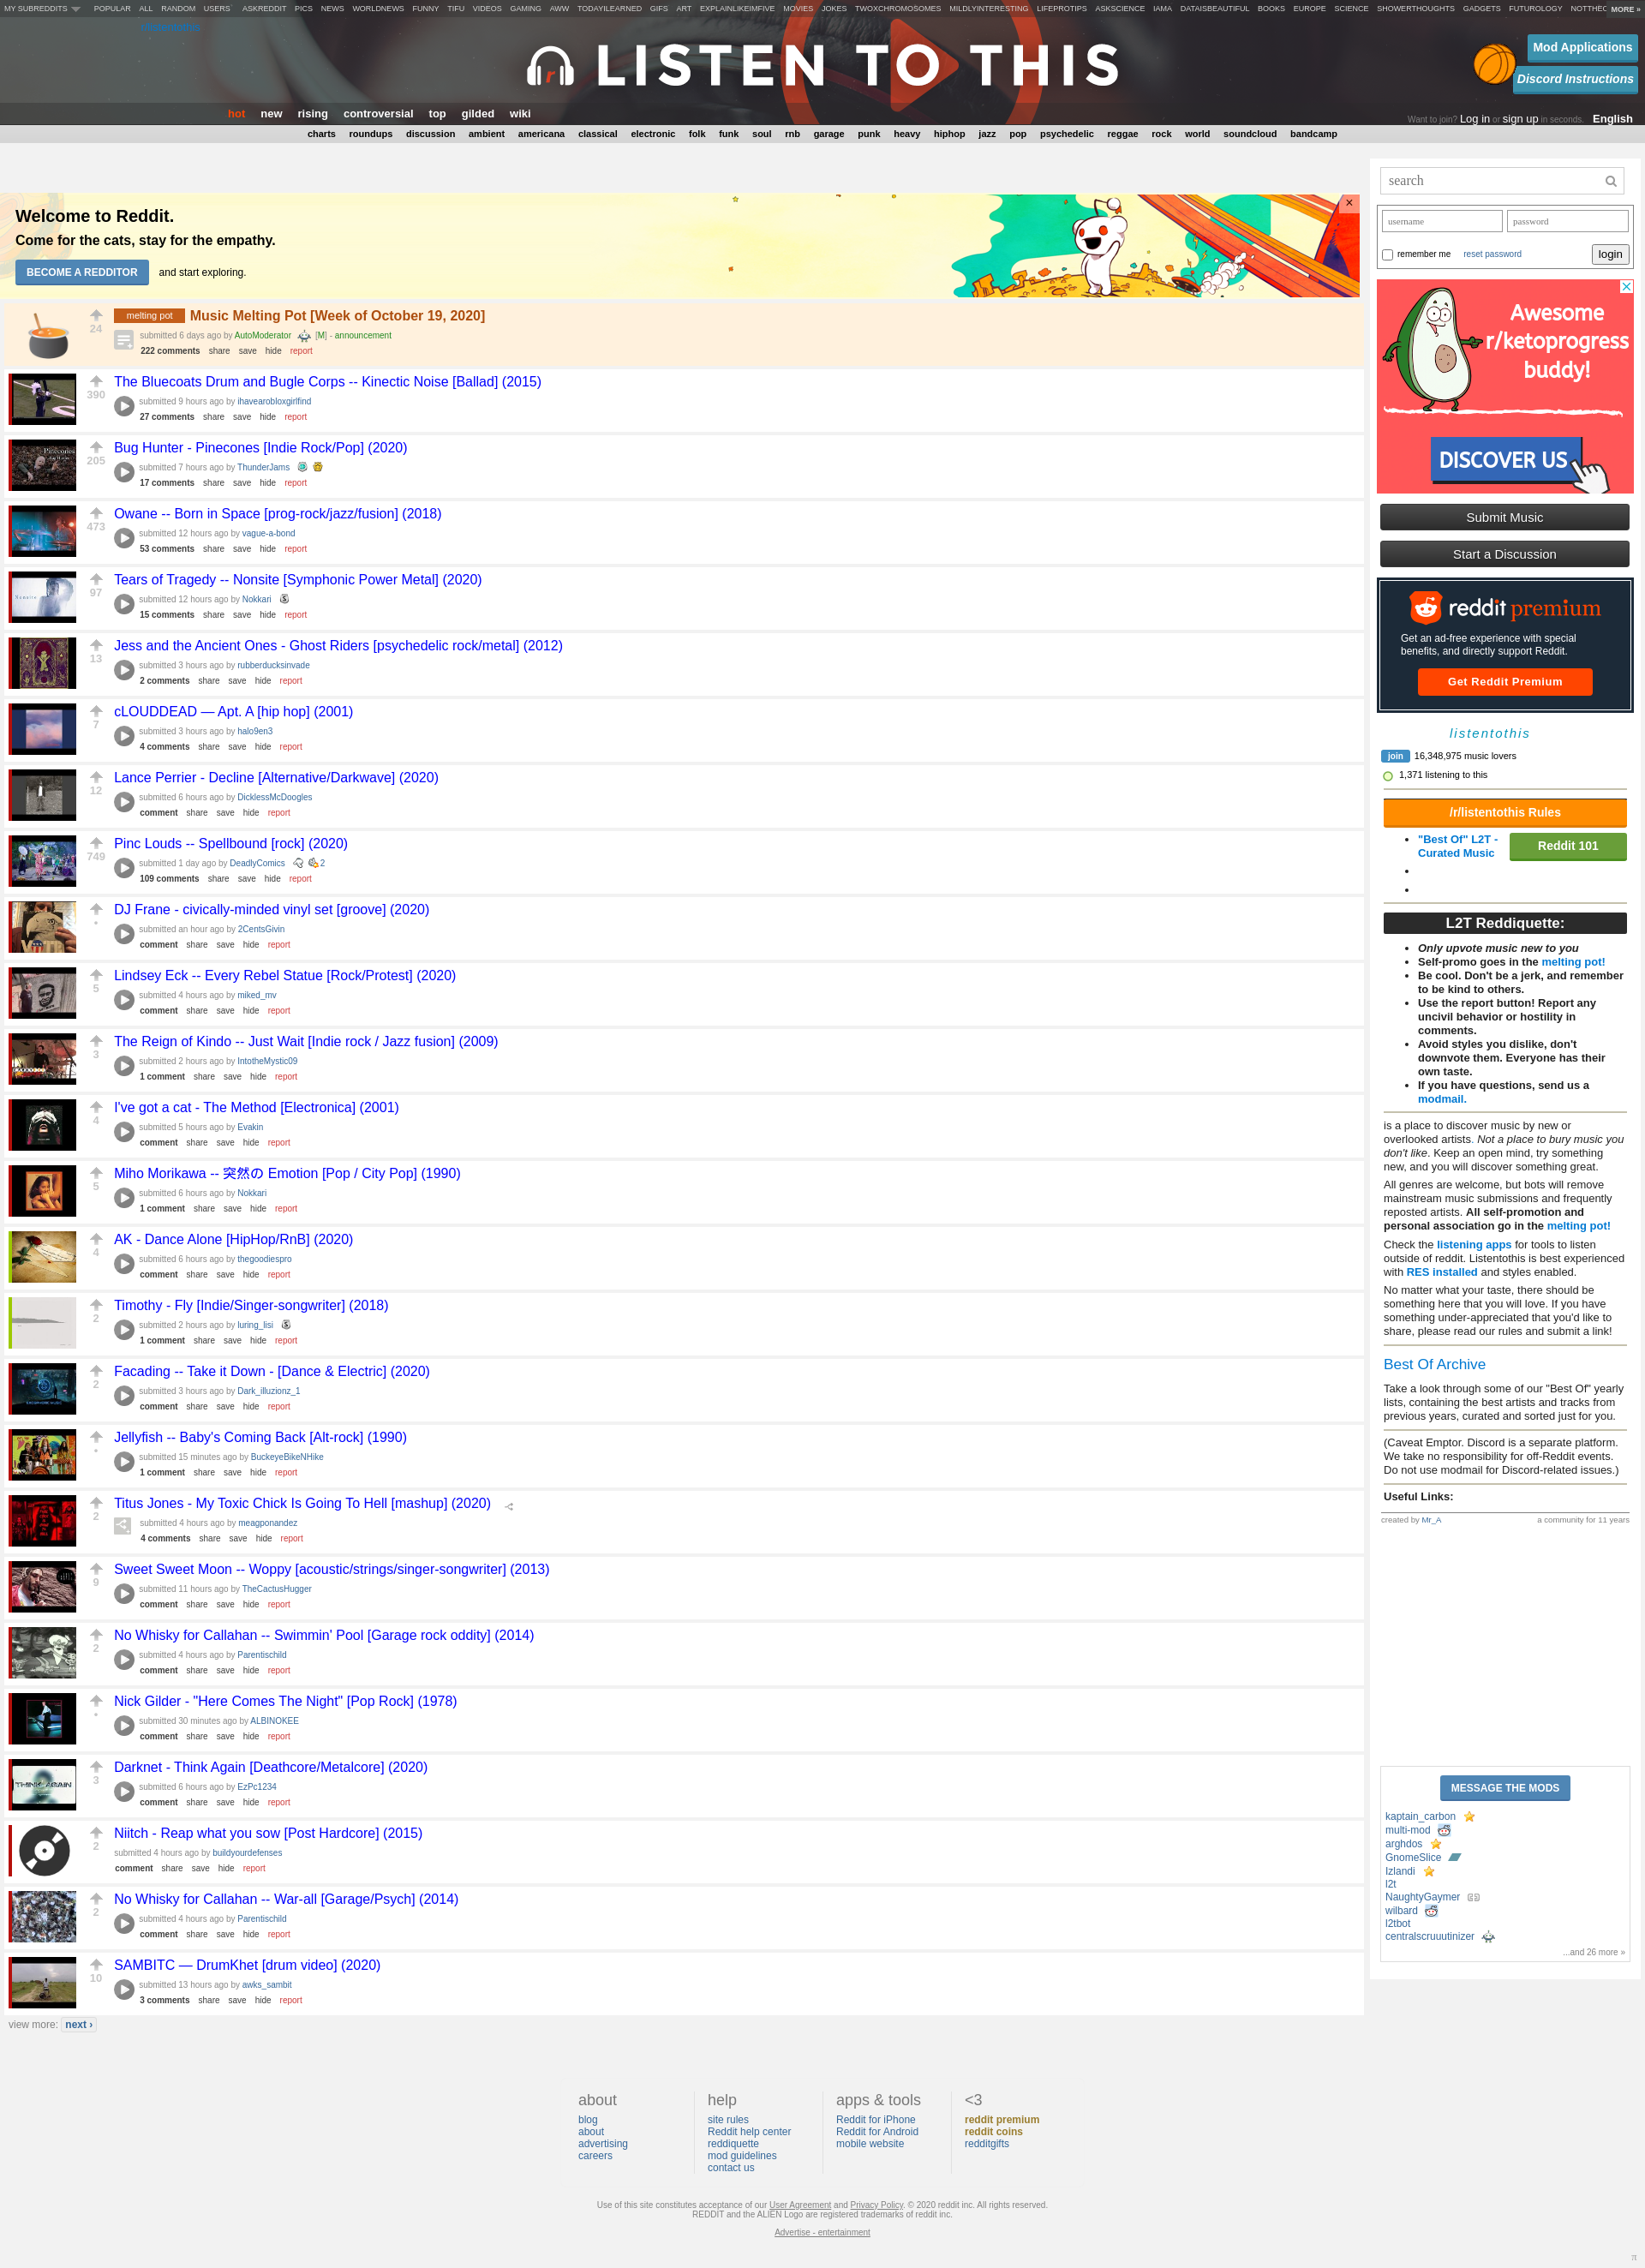 MY SUBREDDITS POPULAR ALL RANDOM USERS ASKREDDIT PICS NEWS WORLDNEWS FUNNY TIFU VIDEOS GAMING AWW TODAYILEARNED GIFS ART EXPLAINLIKEIMFIVE MOVIES JOKES TWOXCHROMOSOMES MILDLYINTERESTING LIFEPROTIPS ASKSCIENCE IAMA DATAISBEAUTIFUL BOOKS EUROPE SCIENCE SHOWERTHOUGHTS GADGETS FUTUROLOGY NOTTHEO MORE »
LISTEN TO THIS
Mod Applications
Discord Instructions
hot new rising controversial top gilded wiki
Want to join? Log in or sign up in seconds. English
charts roundups discussion ambient americana classical electronic folk funk soul rnb garage punk heavy hiphop jazz pop psychedelic reggae rock world soundcloud bandcamp
Welcome to Reddit.
Come for the cats, stay for the empathy.
BECOME A REDDITOR and start exploring.
×
24
melting pot Music Melting Pot [Week of October 19, 2020]
submitted 6 days ago by AutoModerator [M] - announcement
222 comments share save hide report
390
The Bluecoats Drum and Bugle Corps -- Kinectic Noise [Ballad] (2015)
submitted 9 hours ago by ihavearobloxgirlfind
27 comments share save hide report
205
Bug Hunter - Pinecones [Indie Rock/Pop] (2020)
submitted 7 hours ago by ThunderJams
17 comments share save hide report
473
Owane -- Born in Space [prog-rock/jazz/fusion] (2018)
submitted 12 hours ago by vague-a-bond
53 comments share save hide report
97
Tears of Tragedy -- Nonsite [Symphonic Power Metal] (2020)
submitted 12 hours ago by Nokkari
15 comments share save hide report
13
Jess and the Ancient Ones - Ghost Riders [psychedelic rock/metal] (2012)
submitted 3 hours ago by rubberducksinvade
2 comments share save hide report
7
cLOUDDEAD — Apt. A [hip hop] (2001)
submitted 3 hours ago by halo9en3
4 comments share save hide report
12
Lance Perrier - Decline [Alternative/Darkwave] (2020)
submitted 6 hours ago by DicklessMcDoogles
comment share save hide report
749
Pinc Louds -- Spellbound [rock] (2020)
submitted 1 day ago by DeadlyComics 2
109 comments share save hide report
•
DJ Frane - civically-minded vinyl set [groove] (2020)
submitted an hour ago by 2CentsGivin
comment share save hide report
5
Lindsey Eck -- Every Rebel Statue [Rock/Protest] (2020)
submitted 4 hours ago by miked_mv
comment share save hide report
3
The Reign of Kindo -- Just Wait [Indie rock / Jazz fusion] (2009)
submitted 2 hours ago by IntotheMystic09
1 comment share save hide report
4
I've got a cat - The Method [Electronica] (2001)
submitted 5 hours ago by Evakin
comment share save hide report
5
Miho Morikawa -- 突然の Emotion [Pop / City Pop] (1990)
submitted 6 hours ago by Nokkari
1 comment share save hide report
4
AK - Dance Alone [HipHop/RnB] (2020)
submitted 6 hours ago by thegoodiespro
comment share save hide report
2
Timothy - Fly [Indie/Singer-songwriter] (2018)
submitted 2 hours ago by luring_lisi
1 comment share save hide report
2
Facading -- Take it Down - [Dance & Electric] (2020)
submitted 3 hours ago by Dark_illuzionz_1
comment share save hide report
•
Jellyfish -- Baby's Coming Back [Alt-rock] (1990)
submitted 15 minutes ago by BuckeyeBikeNHike
1 comment share save hide report
2
Titus Jones - My Toxic Chick Is Going To Hell [mashup] (2020)
submitted 4 hours ago by meagponandez
4 comments share save hide report
9
Sweet Sweet Moon -- Woppy [acoustic/strings/singer-songwriter] (2013)
submitted 11 hours ago by TheCactusHugger
comment share save hide report
2
No Whisky for Callahan -- Swimmin' Pool [Garage rock oddity] (2014)
submitted 4 hours ago by Parentischild
comment share save hide report
•
Nick Gilder - "Here Comes The Night" [Pop Rock] (1978)
submitted 30 minutes ago by ALBINOKEE
comment share save hide report
THINK AGAIN
3
Darknet - Think Again [Deathcore/Metalcore] (2020)
submitted 6 hours ago by EzPc1234
comment share save hide report
2
Niitch - Reap what you sow [Post Hardcore] (2015)
submitted 4 hours ago by buildyourdefenses
comment share save hide report
2
No Whisky for Callahan -- War-all [Garage/Psych] (2014)
submitted 4 hours ago by Parentischild
comment share save hide report
10
SAMBITC — DrumKhet [drum video] (2020)
submitted 13 hours ago by awks_sambit
3 comments share save hide report
view more: next ›
search
username password
remember me reset password login
Awesome
r/ketoprogress
buddy!
DISCOVER US
Submit Music
Start a Discussion
reddit premium
Get an ad-free experience with special
benefits, and directly support Reddit.
Get Reddit Premium
listentothis
join 16,348,975 music lovers
1,371 listening to this
/r/listentothis Rules
"Best Of" L2T -
Curated Music
Reddit 101
L2T Reddiquette:
Only upvote music new to you
Self-promo goes in the melting pot!
Be cool. Don't be a jerk, and remember
to be kind to others.
Use the report button! Report any
uncivil behavior or hostility in
comments.
Avoid styles you dislike, don't
downvote them. Everyone has their
own taste.
If you have questions, send us a
modmail.
is a place to discover music by new or
overlooked artists. Not a place to bury music you
don't like. Keep an open mind, try something
new, and you will discover something great.
All genres are welcome, but bots will remove
mainstream music submissions and frequently
reposted artists. All self-promotion and
personal association go in the melting pot!
Check the listening apps for tools to listen
outside of reddit. Listentothis is best experienced
with RES installed and styles enabled.
No matter what your taste, there should be
something here that you will love. If you have
something under-appreciated that you'd like to
share, please read our rules and submit a link!
Best Of Archive
Take a look through some of our "Best Of" yearly
lists, containing the best artists and tracks from
previous years, curated and sorted just for you.
(Caveat Emptor. Discord is a separate platform.
We take no responsibility for off-Reddit events.
Do not use modmail for Discord-related issues.)
Useful Links:
created by Mr_A a community for 11 years
MESSAGE THE MODS
kaptain_carbon
multi-mod
arghdos
GnomeSlice
Izlandi
l2t
NaughtyGaymer
wilbard
l2tbot
centralscruuutinizer
...and 26 more »
about
blog
about
advertising
careers
help
site rules
Reddit help center
reddiquette
mod guidelines
contact us
apps & tools
Reddit for iPhone
Reddit for Android
mobile website
<3
reddit premium
reddit coins
redditgifts
Use of this site constitutes acceptance of our User Agreement and Privacy Policy. © 2020 reddit inc. All rights reserved.
REDDIT and the ALIEN Logo are registered trademarks of reddit inc.
Advertise - entertainment
π